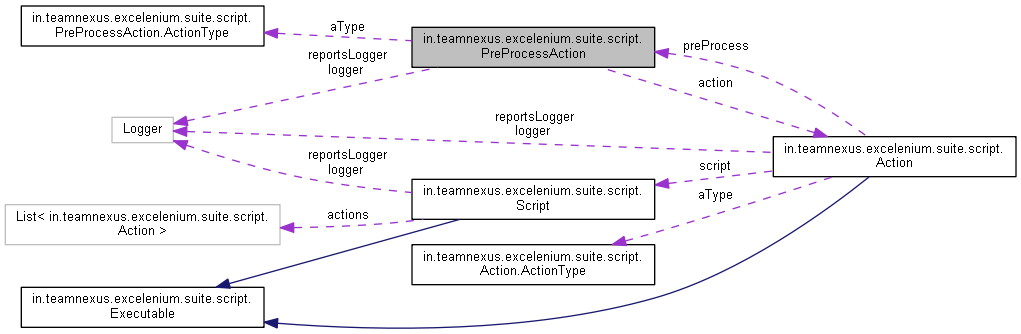 in.teamnexus.excelenium.suite.script.
PreProcessAction.ActionType
aType
in.teamnexus.excelenium.suite.script.
PreProcessAction
preProcess
reportsLogger
logger
action
Logger
reportsLogger
logger
in.teamnexus.excelenium.suite.script.
Action
reportsLogger
logger
script
in.teamnexus.excelenium.suite.script.
Script
aType
List< in.teamnexus.excelenium.suite.script.
Action >
actions
in.teamnexus.excelenium.suite.script.
Action.ActionType
in.teamnexus.excelenium.suite.script.
Executable